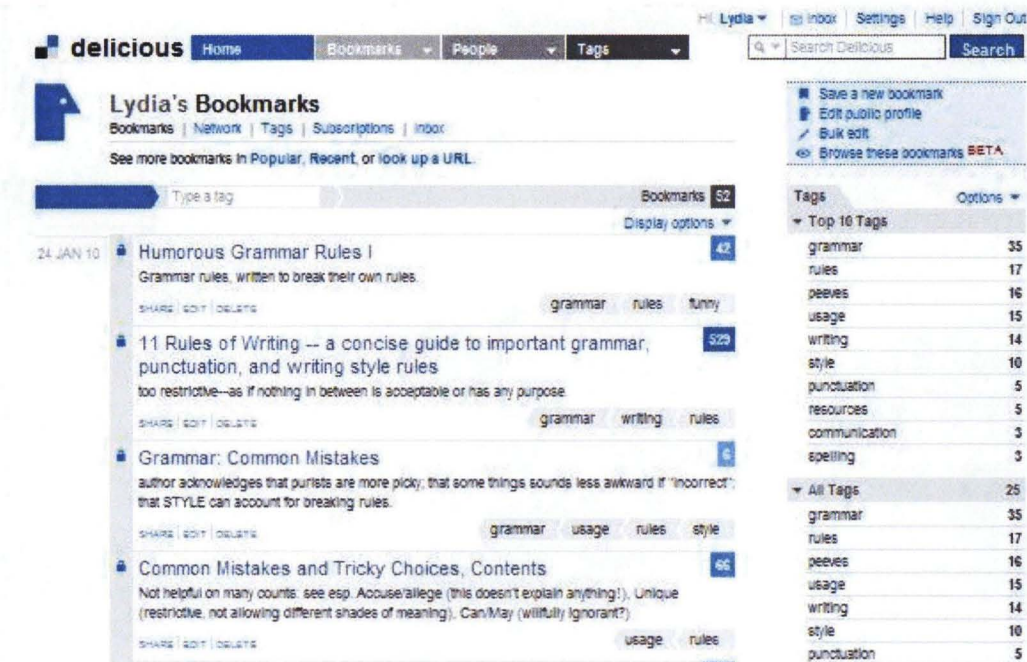 Hi, Lydia Inbox Settings Help Sign Out
delicious Home Bookmarks People Tags Search Delicious Search
Lydia's Bookmarks
Bookmarks | Network | Tags | Subscriptions | Inbox
See more bookmarks in Popular, Recent, or look up a URL.
Save a new bookmark
Edit public profile
Bulk edit
Browse these bookmarks BETA
Type a tag Bookmarks 52
Display options
24 JAN 10 Humorous Grammar Rules I 42
Grammar rules, written to break their own rules.
SHARE | EDIT | DELETE grammar rules funny
11 Rules of Writing -- a concise guide to important grammar, 529
punctuation, and writing style rules
too restrictive--as if nothing in between is acceptable or has any purpose
SHARE | EDIT | DELETE grammar writing rules
Grammar: Common Mistakes 6
author acknowledges that purists are more picky; that some things sounds less awkward if "incorrect";
that STYLE can account for breaking rules.
SHARE | EDIT | DELETE grammar usage rules style
Common Mistakes and Tricky Choices, Contents 66
Not helpful on many counts: see esp. Accuse/allege (this doesn't explain anything!), Unique
(restrictive, not allowing different shades of meaning), Can/May (willfully ignorant?)
SHARE | EDIT | DELETE usage rules
Tags Options
Top 10 Tags
grammar 35
rules 17
peeves 16
usage 15
writing 14
style 10
punctuation 5
resources 5
communication 3
spelling 3
All Tags 25
grammar 35
rules 17
peeves 16
usage 15
writing 14
style 10
punctuation 5